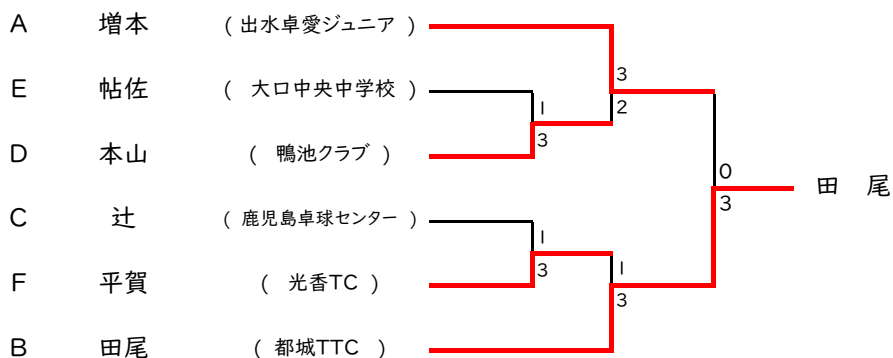 A 増本 (出水卓愛ジュニア)
3
E 帖佐 ( 大口中央中学校 )
1
2
3
D 本山 ( 鴨池クラブ )
0
田 尾
3
C 辻 (鹿児島卓球センター)
1
3
1
F 平賀 ( 光香TC )
3
B 田尾 ( 都城TTC )